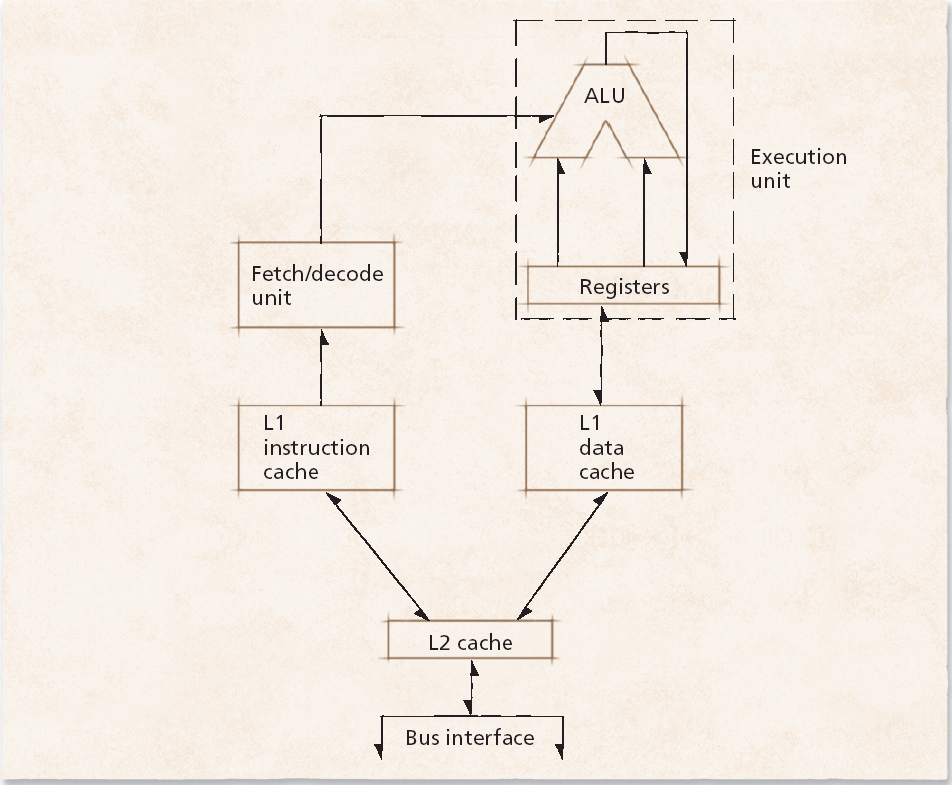 ALU
Execution
unit
Fetch/decode
unit
Registers
L1
instruction
cache
L1
data
cache
L2 cache
Bus interface